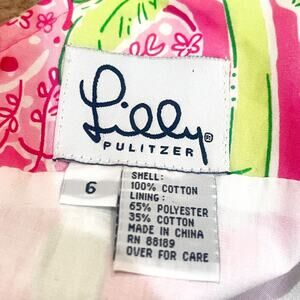 Lilly®
PULITZER
6
SHELL:
100% COTTON
LINING:
65% POLYESTER
35% COTTON
MADE IN CHINA
RN 88189
OVER FOR CARE